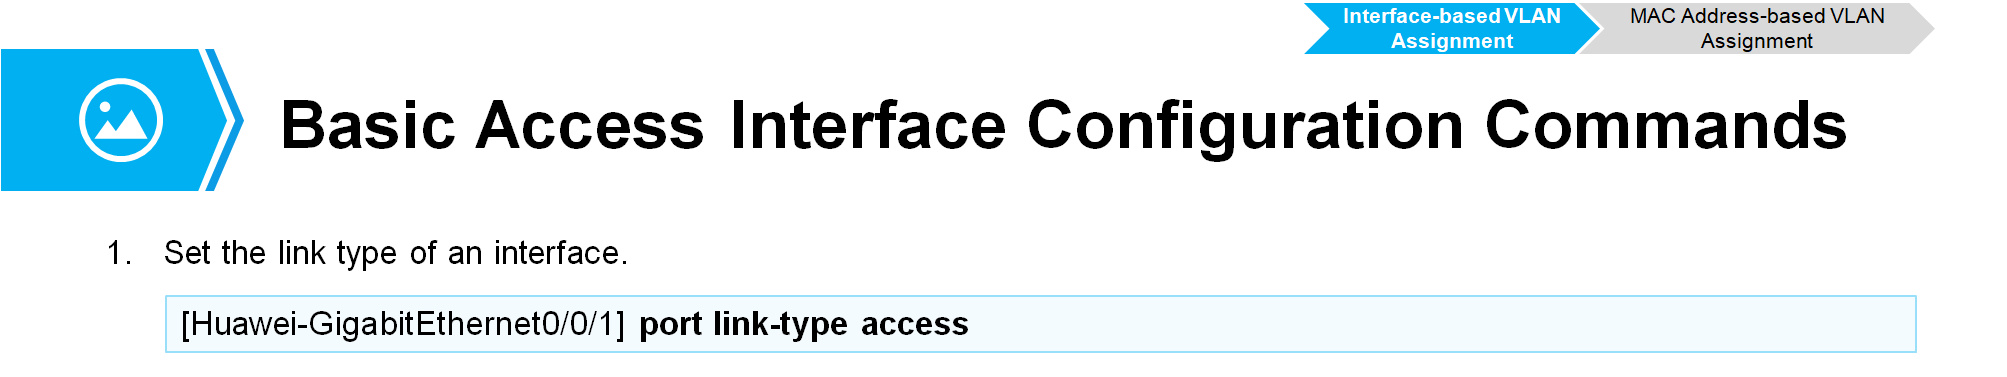 Interface-based VLAN
Assignment
MAC Address-based VLAN
Assignment
Basic Access Interface Configuration Commands
1. Set the link type of an interface.
[Huawei-GigabitEthernet0/0/1] port link-type access